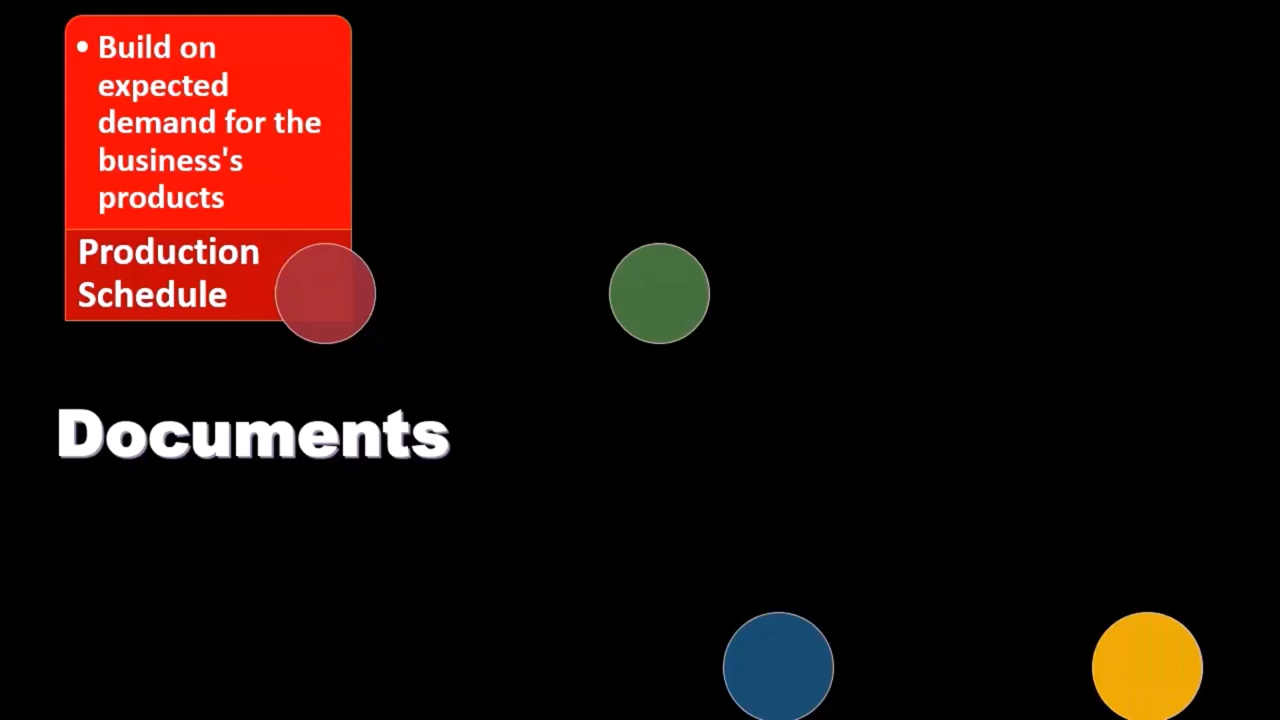 • Build on
expected
demand for the
business's
products
Production
Schedule
Documents